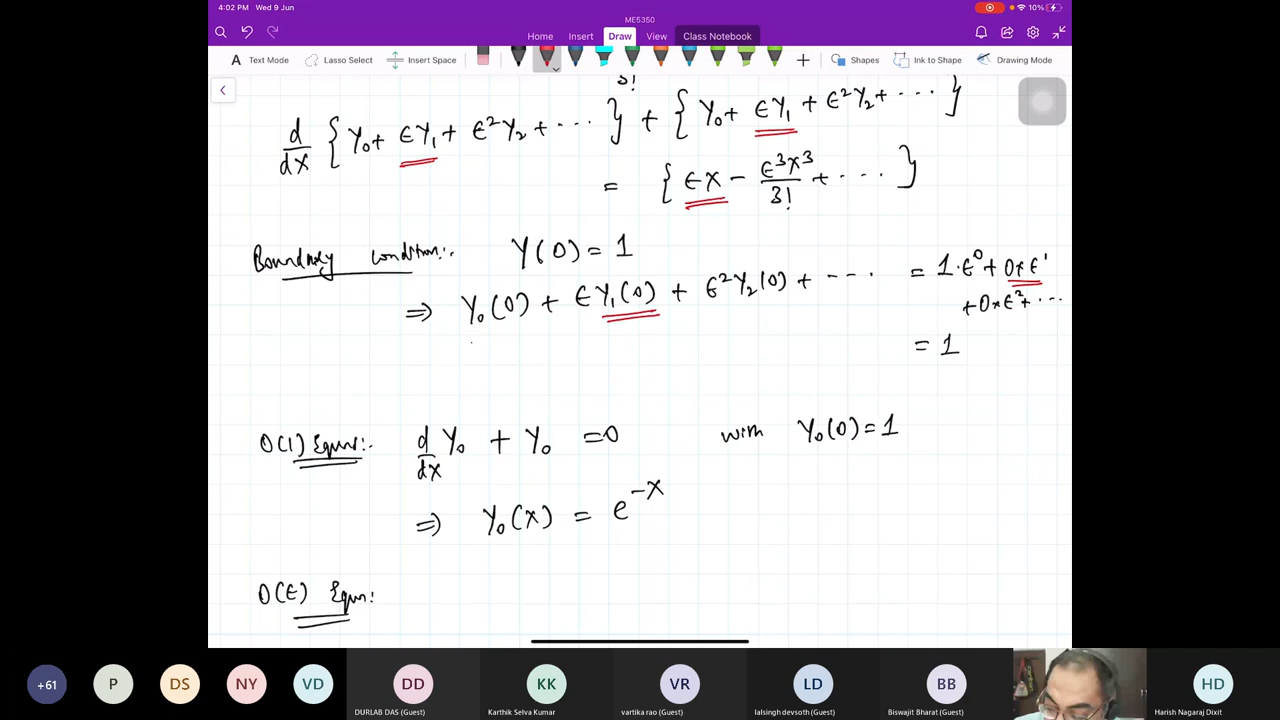 4:02 PM Wed 9 Jun
10%
ME5350
Home Insert Draw View Class Notebook
Text Mode Lasso Select Insert Space Shapes Ink to Shape Drawing Mode
3!
d/dX { Y₀ + ϵY₁ + ϵ²Y₂ + ··· } + { Y₀ + ϵY₁ + ϵ²Y₂ + ··· }
= { ϵX − ϵ³X³/3! + ··· }
Boundary condition:. Y(0) = 1
⇒ Y₀(0) + ϵY₁(0) + ϵ²Y₂(0) + ··· = 1·ϵ⁰ + 0×ϵ¹
+ 0×ϵ² + ···
= 1
O(1) Eqns:. d/dX Y₀ + Y₀ = 0 with Y₀(0) = 1
⇒ Y₀(X) = e^{−X}
O(ϵ) Eqns:
+61 P DS NY VD DD KK VR LD BB HD
DURLAB DAS (Guest) Karthik Selva Kumar vartika rao (Guest) lalsingh devsoth (Guest) Biswajit Bharat (Guest) Harish Nagaraj Dixit